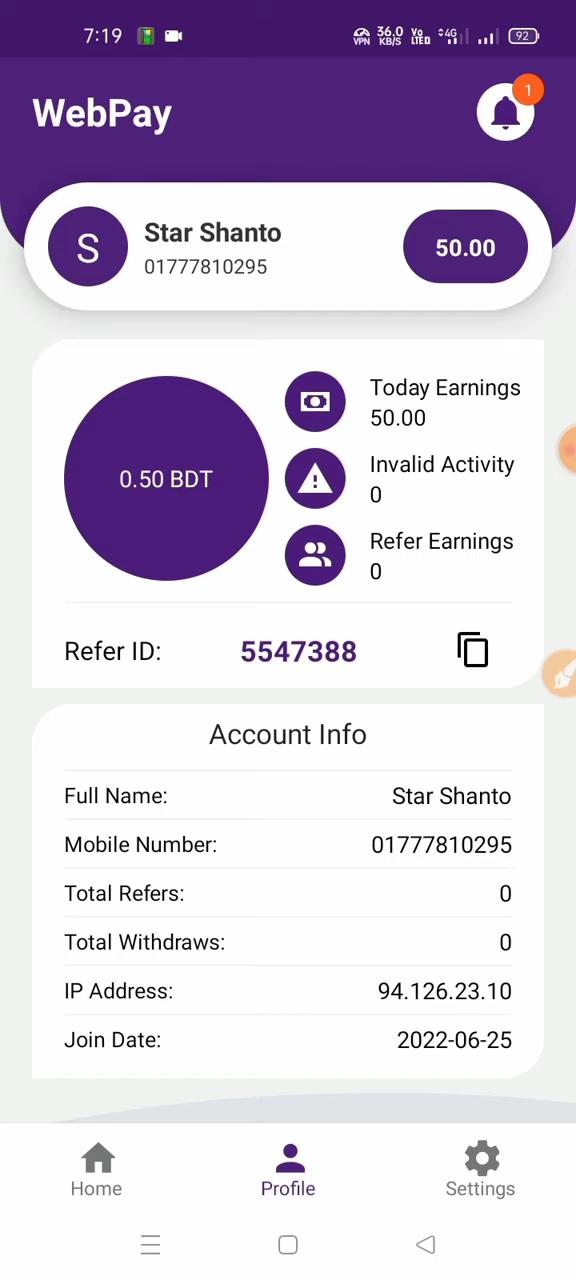 7:19 VPN 36.0 KB/S Vo LTED 4G 92
WebPay
1
S
Star Shanto
01777810295
50.00
0.50 BDT
Today Earnings
50.00
Invalid Activity
0
Refer Earnings
0
Refer ID: 5547388
Account Info
Full Name: Star Shanto
Mobile Number: 01777810295
Total Refers: 0
Total Withdraws: 0
IP Address: 94.126.23.10
Join Date: 2022-06-25
Home Profile Settings